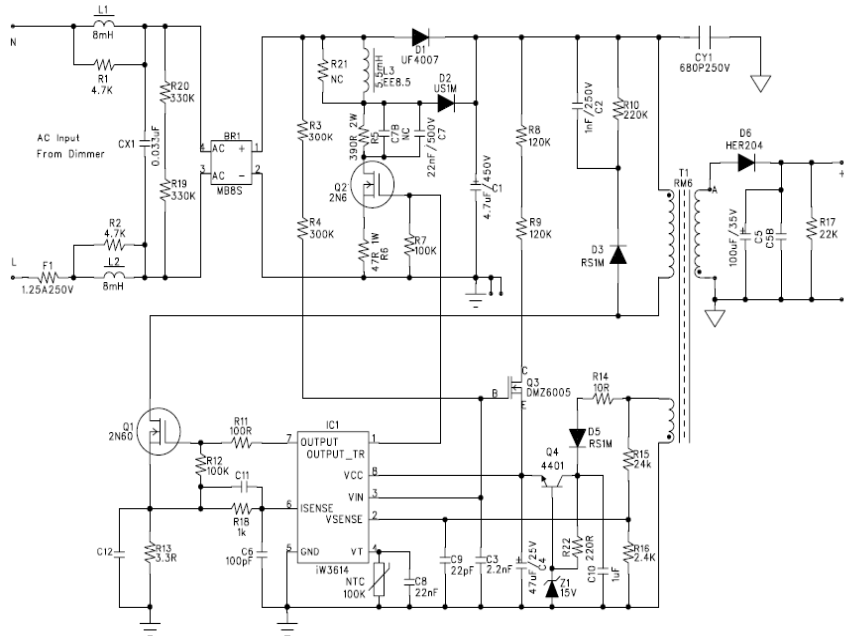 L1
8mH
N
R1
4.7K
R20
330K
AC Input
From Dimmer
CX1
0.033uF
R19
330K
R2
4.7K
L
F1
1.25A250V
L2
8mH
BR1
4 AC + 1
3 AC - 2
MB8S
R21
NC
L3
5.5mH
EE8.5
D1
UF4007
D2
US1M
R3
300K
390R 2W
R5
C7B
NC
22nF/500V
C7
Q2
2N6
R4
300K
47R 1W
R6
R7
100K
4.7uF/450V
C1
R8
120K
R9
120K
1nF/250V
C2
R10
220K
D3
RS1M
CY1
680P250V
T1
RM6
A
D6
HER204
100uF/35V
C5
C5B
R17
22K
+
-
C
Q3
B
DMZ6005
E
R14
10R
D5
RS1M
Q4
4401
R15
24k
R16
2.4K
Q1
2N60
R11
100R
R12
100K
C11
R18
1k
C12
R13
3.3R
C6
100pF
IC1
7 OUTPUT
OUTPUT_TR 1
VCC 8
VIN 3
6 ISENSE
VSENSE 2
5 GND
VT 4
iW3614
NTC
100K
C8
22nF
C9
22pF
C3
2.2nF
47uF/25V
C4
Z1
15V
R22
220R
C10
1uF